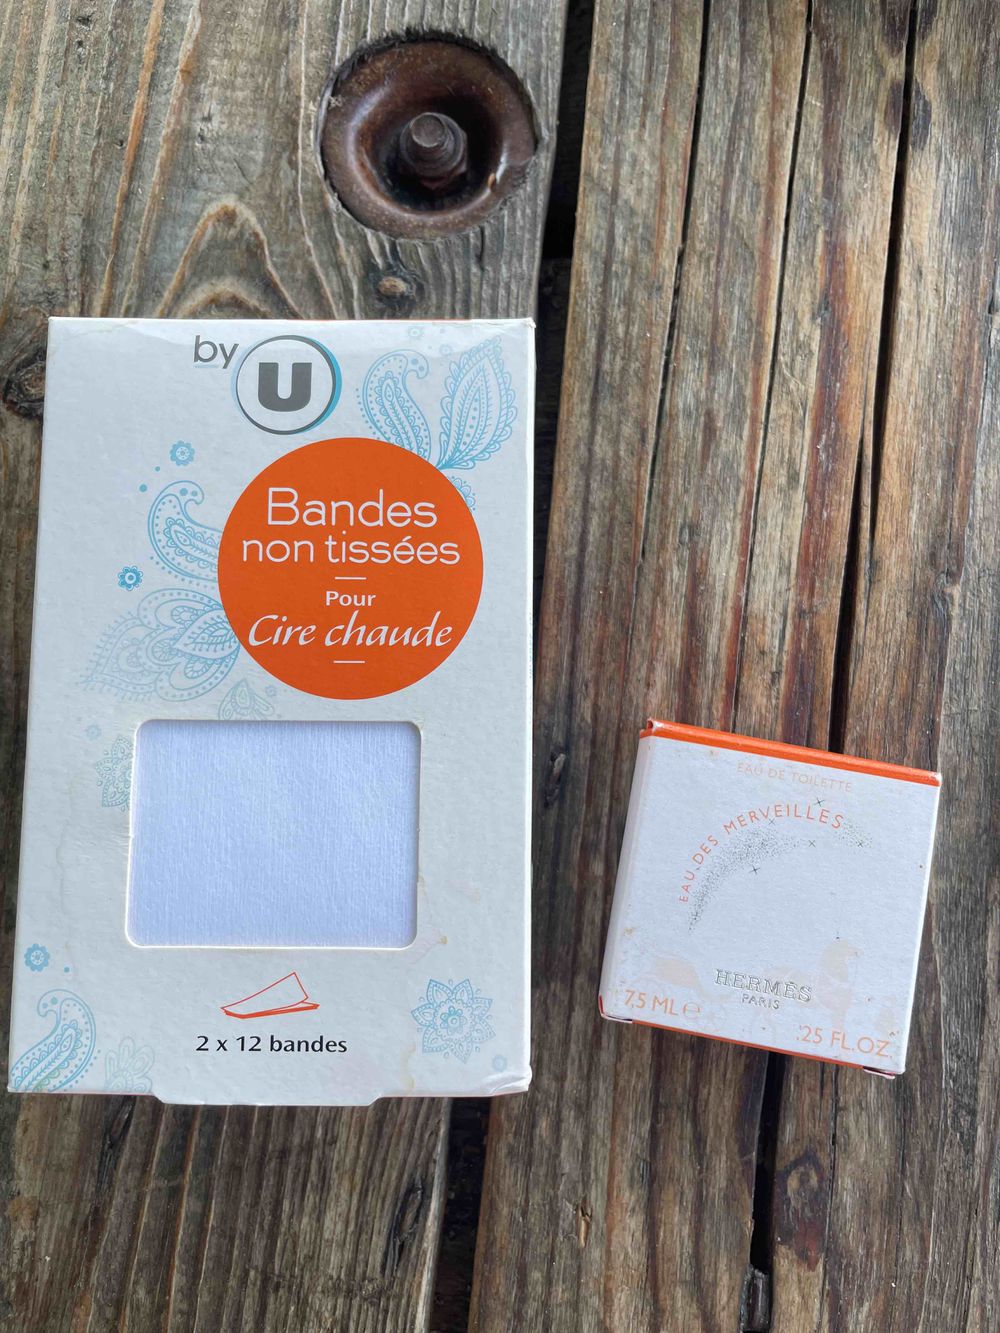 by U
Bandes
non tissées
Pour
Cire chaude
2 x 12 bandes
EAU DE TOILETTE
EAU DES MERVEILLES
HERMÈS
PARIS
7.5 ML ℮
.25 FL.OZ